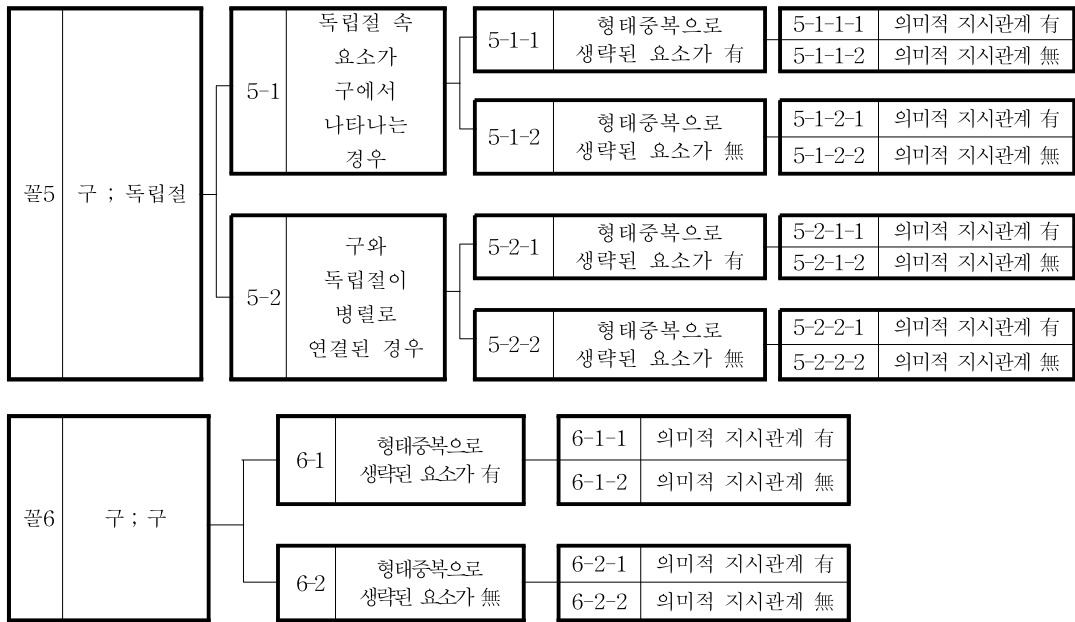 꼴5
구 ; 독립절
5-1
독립절 속
요소가
구에서
나타나는
경우
5-1-1
형태중복으로
생략된 요소가 有
5-1-1-1 의미적 지시관계 有
5-1-1-2 의미적 지시관계 無
5-1-2
형태중복으로
생략된 요소가 無
5-1-2-1 의미적 지시관계 有
5-1-2-2 의미적 지시관계 無
5-2
구와
독립절이
병렬로
연결된 경우
5-2-1
형태중복으로
생략된 요소가 有
5-2-1-1 의미적 지시관계 有
5-2-1-2 의미적 지시관계 無
5-2-2
형태중복으로
생략된 요소가 無
5-2-2-1 의미적 지시관계 有
5-2-2-2 의미적 지시관계 無
꼴6
구 ; 구
6-1
형태중복으로
생략된 요소가 有
6-1-1 의미적 지시관계 有
6-1-2 의미적 지시관계 無
6-2
형태중복으로
생략된 요소가 無
6-2-1 의미적 지시관계 有
6-2-2 의미적 지시관계 無